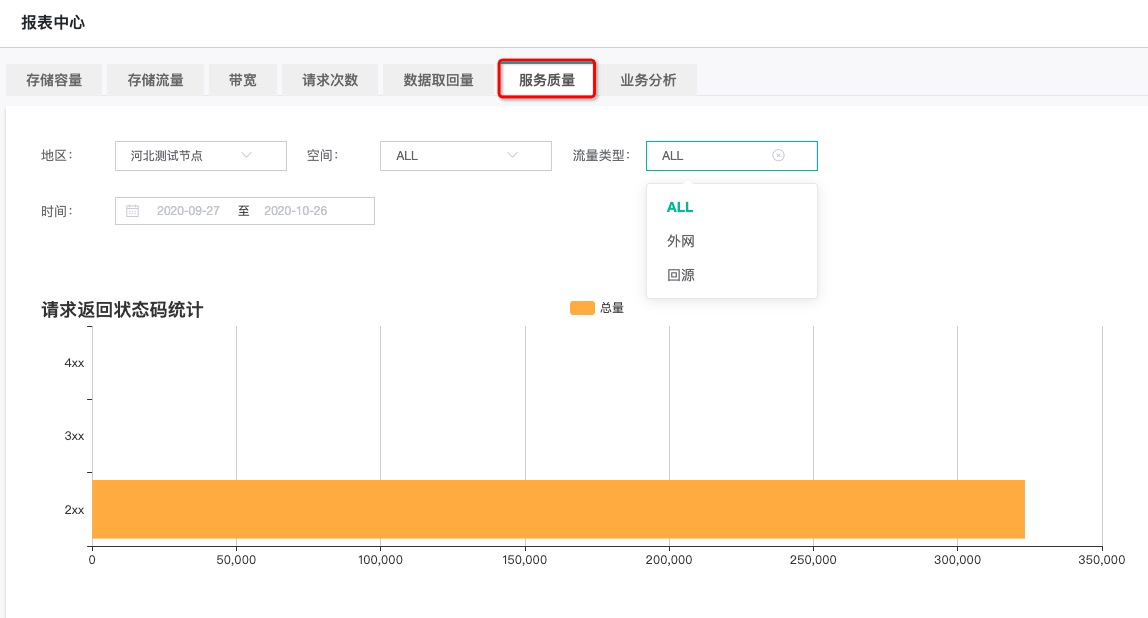 报表中心
存储容量 存储流量 带宽 请求次数 数据取回量 服务质量 业务分析
地区： 河北测试节点 空间： ALL 流量类型： ALL
ALL
外网
回源
时间： 2020-09-27 至 2020-10-26
请求返回状态码统计 总量
4xx
3xx
2xx
0 50,000 100,000 150,000 200,000 250,000 300,000 350,000